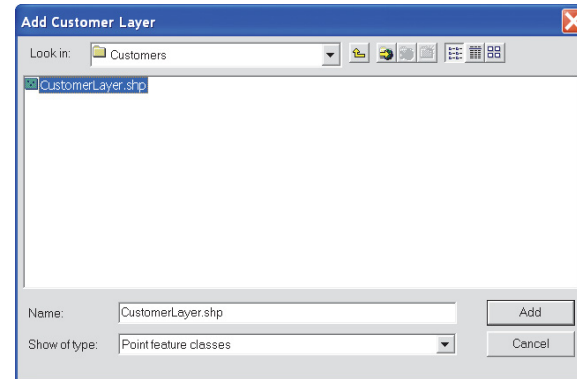 Add Customer Layer
Look in: Customers
CustomerLayer.shp
Name: CustomerLayer.shp Add
Show of type: Point feature classes Cancel